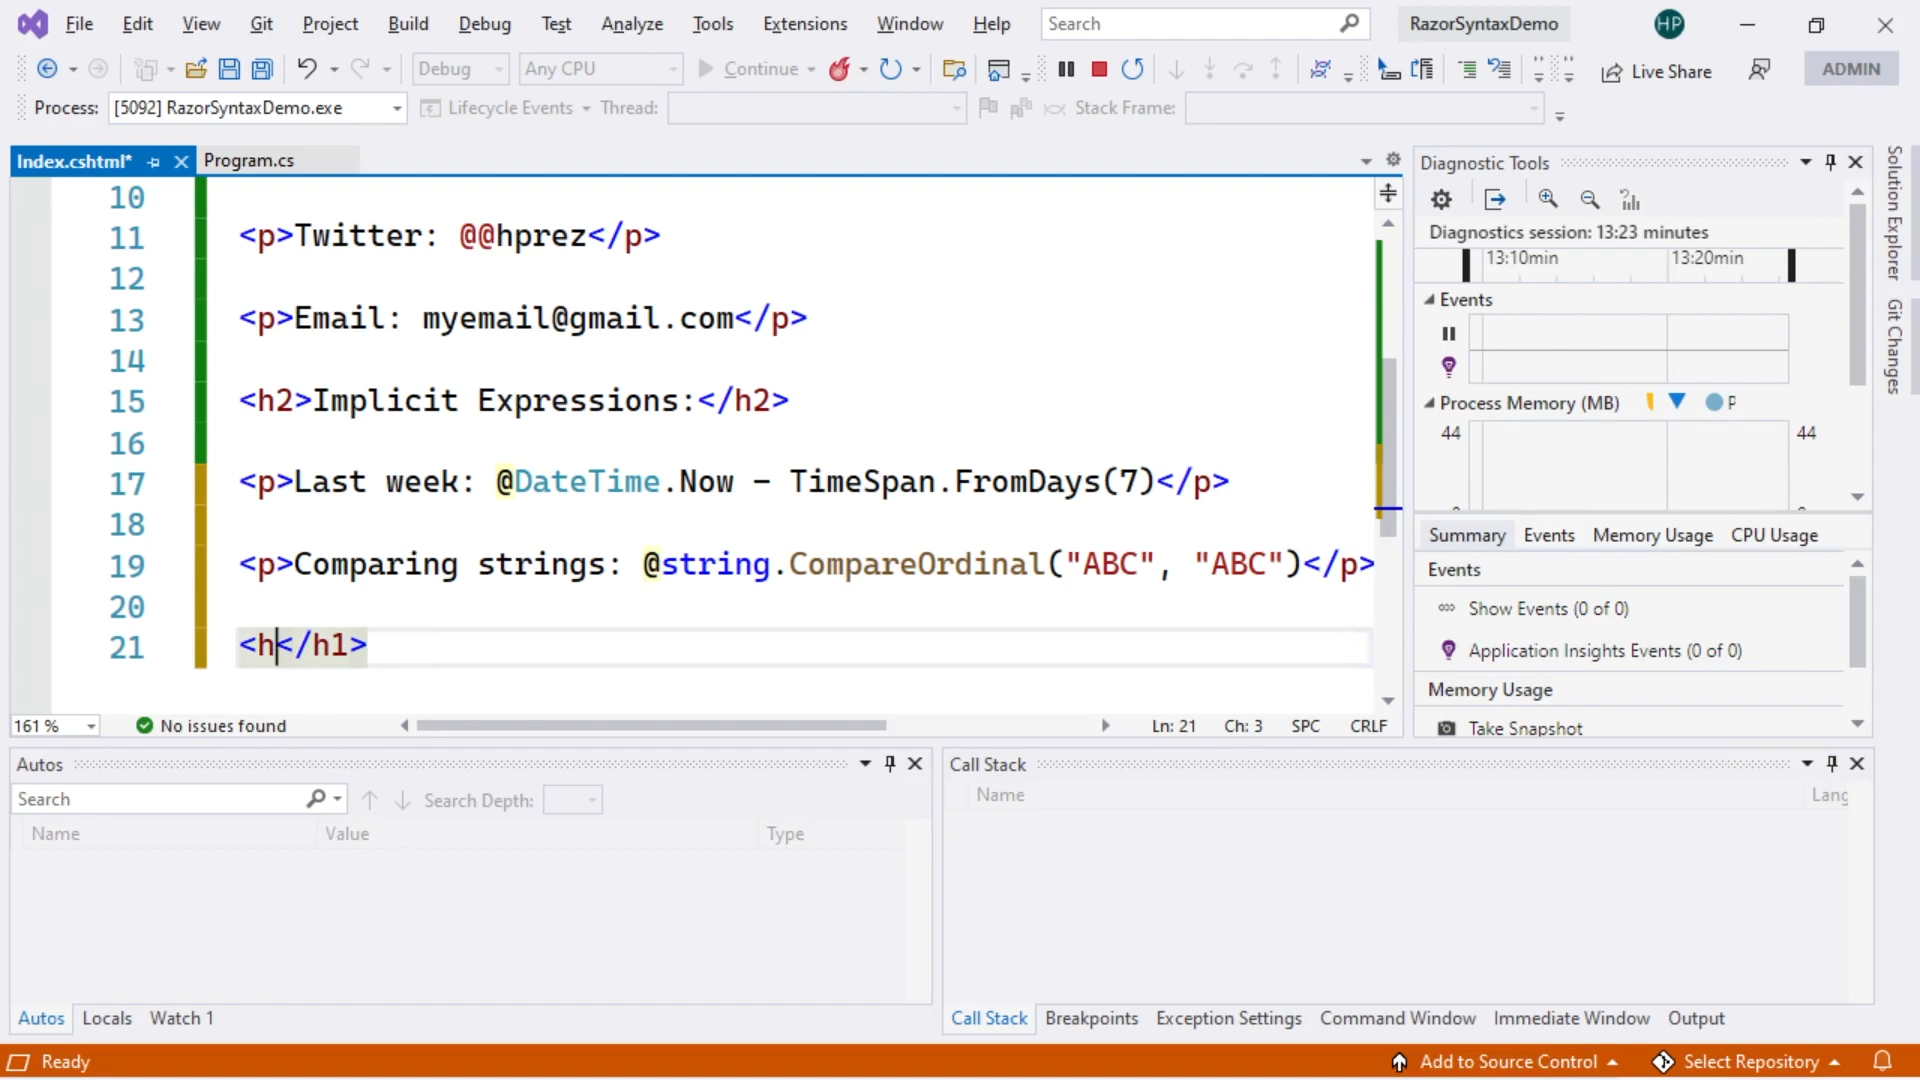 File Edit View Git Project Build Debug Test Analyze Tools Extensions Window Help Search RazorSyntaxDemo HP
Debug Any CPU Continue Live Share ADMIN
Process: [5092] RazorSyntaxDemo.exe Lifecycle Events Thread: Stack Frame:
Index.cshtml* Program.cs
10
11 <p>Twitter: @@hprez</p>
12
13 <p>Email: myemail@gmail.com</p>
14
15 <h2>Implicit Expressions:</h2>
16
17 <p>Last week: @DateTime.Now - TimeSpan.FromDays(7)</p>
18
19 <p>Comparing strings: @string.CompareOrdinal("ABC", "ABC")</p>
20
21 <h</h1>
161 % No issues found Ln: 21 Ch: 3 SPC CRLF
Diagnostic Tools
Diagnostics session: 13:23 minutes
13:10min 13:20min
Events
Process Memory (MB) P
44 44
Summary Events Memory Usage CPU Usage
Events
Show Events (0 of 0)
Application Insights Events (0 of 0)
Memory Usage
Take Snapshot
Solution Explorer
Git Changes
Autos
Search Search Depth:
Name Value Type
Autos Locals Watch 1
Call Stack
Name Lang
Call Stack Breakpoints Exception Settings Command Window Immediate Window Output
Ready Add to Source Control Select Repository